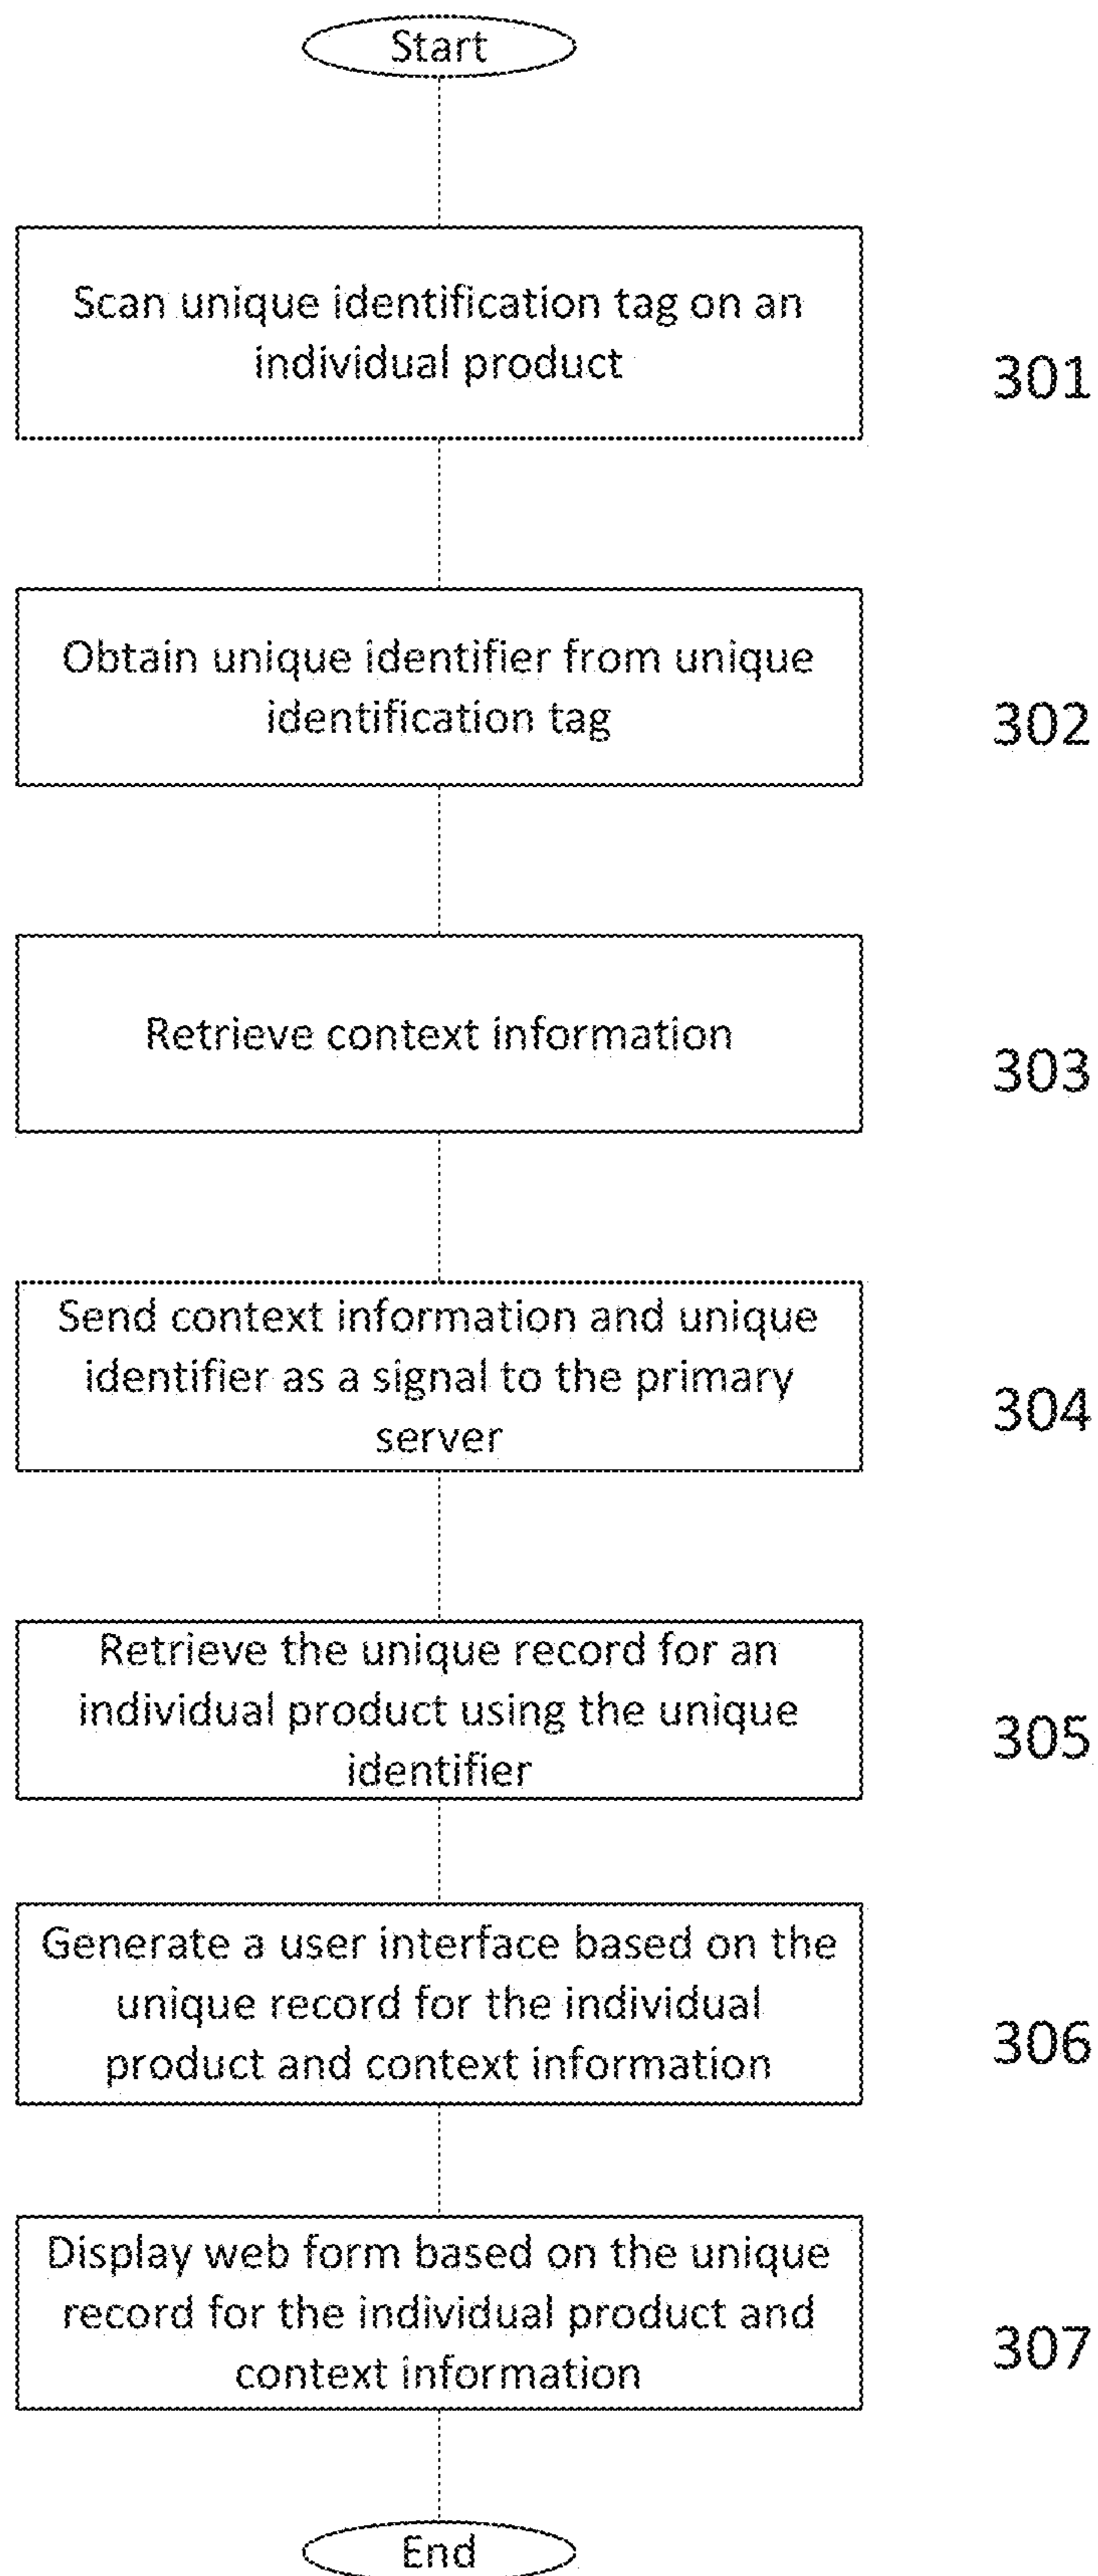 Start
Scan unique identification tag on an
individual product
301
Obtain unique identifier from unique
identification tag
302
Retrieve context information
303
Send context information and unique
identifier as a signal to the primary
server
304
Retrieve the unique record for an
individual product using the unique
identifier
305
Generate a user interface based on the
unique record for the individual
product and context information
306
Display web form based on the unique
record for the individual product and
context information
307
End